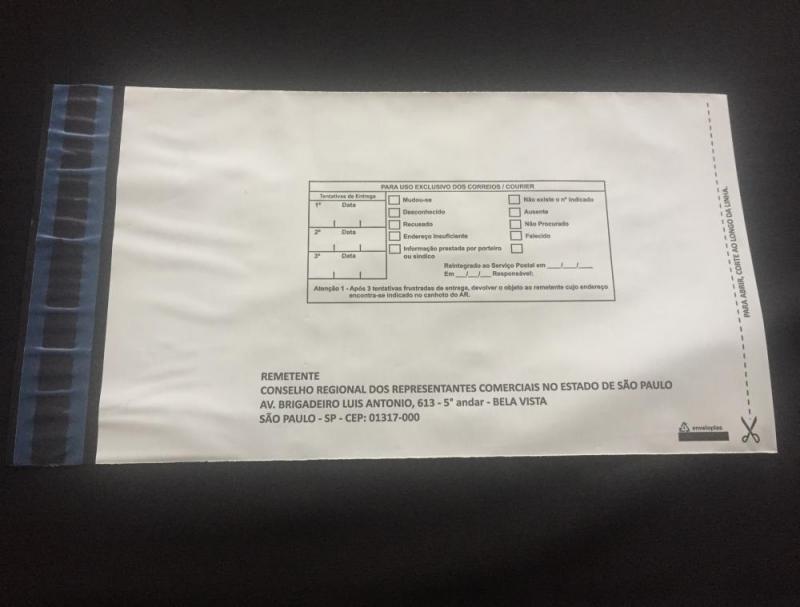 PARA USO EXCLUSIVO DOS CORREIOS / COURIER
Tentativas de Entrega
1ª Data
2ª Data
3ª Data
Mudou-se
Desconhecido
Recusado
Endereço Insuficiente
Informação prestada por porteiro
ou síndico
Não existe o nº indicado
Ausente
Não Procurado
Falecido
Reintegrado ao Serviço Postal em ___/___/___
Em ___/___/___ Responsável:
Atenção 1 - Após 3 tentativas frustradas de entrega, devolver o objeto ao remetente cujo endereço
encontra-se indicado no canhoto do AR.
REMETENTE
CONSELHO REGIONAL DOS REPRESENTANTES COMERCIAIS NO ESTADO DE SÃO PAULO
AV. BRIGADEIRO LUIS ANTONIO, 613 - 5° andar - BELA VISTA
SÃO PAULO - SP - CEP: 01317-000
PARA ABRIR, CORTE AO LONGO DA LINHA.
enveloplas